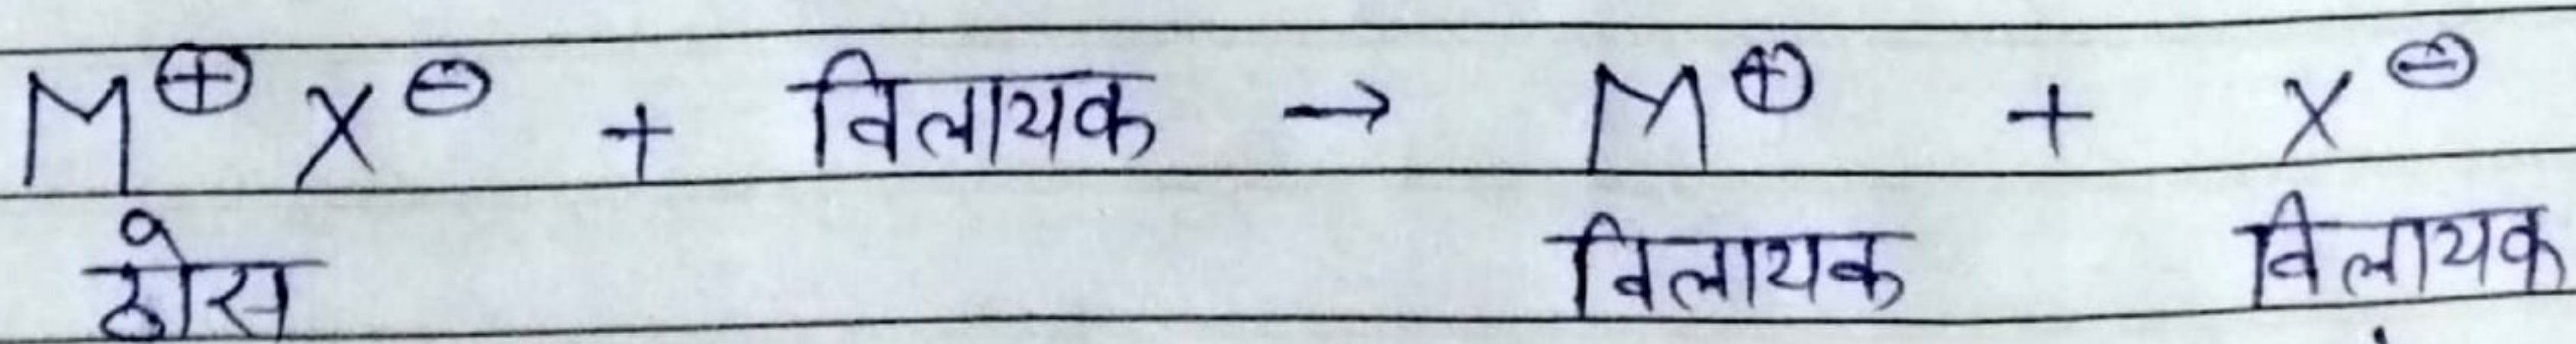 M⊕ X⊖ + विलायक → M⊕ + X⊖
ठोस विलायक विलायक